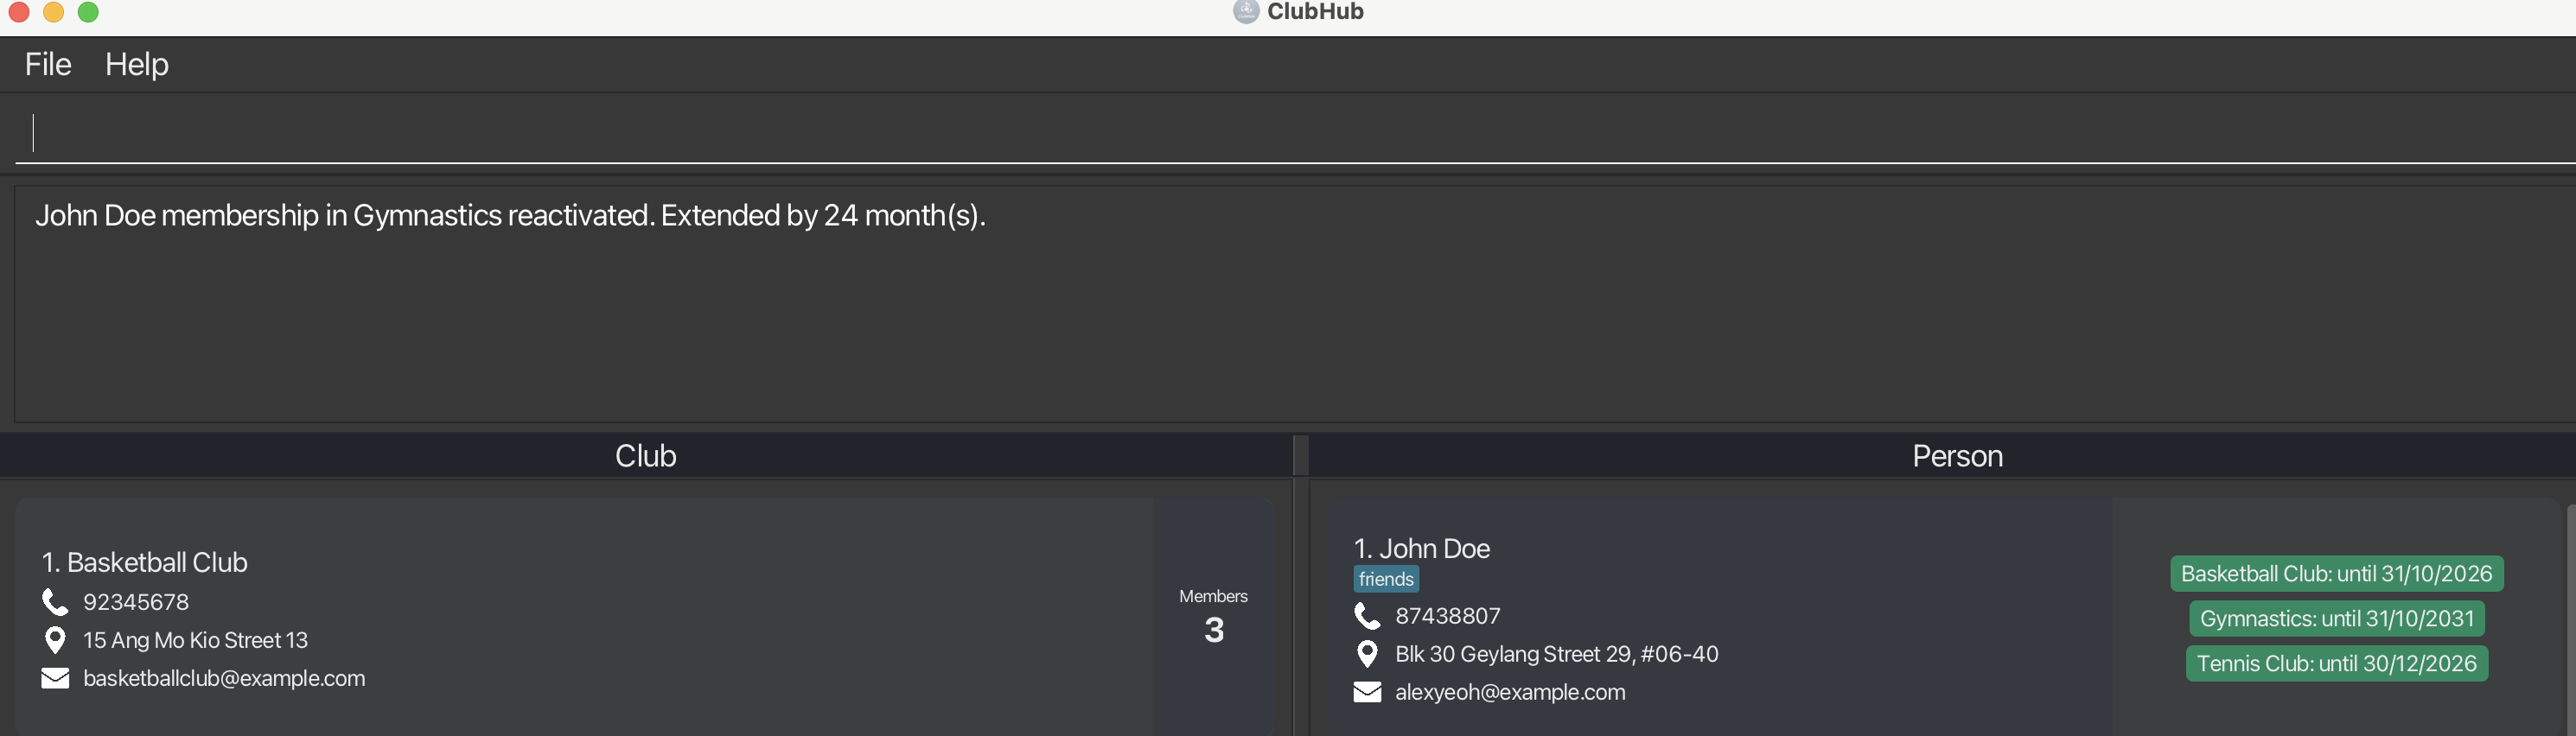 ClubHub
File Help
John Doe membership in Gymnastics reactivated. Extended by 24 month(s).
Club
Person
1. Basketball Club
92345678
15 Ang Mo Kio Street 13
basketballclub@example.com
Members
3
1. John Doe
friends
87438807
Blk 30 Geylang Street 29, #06-40
alexyeoh@example.com
Basketball Club: until 31/10/2026
Gymnastics: until 31/10/2031
Tennis Club: until 30/12/2026